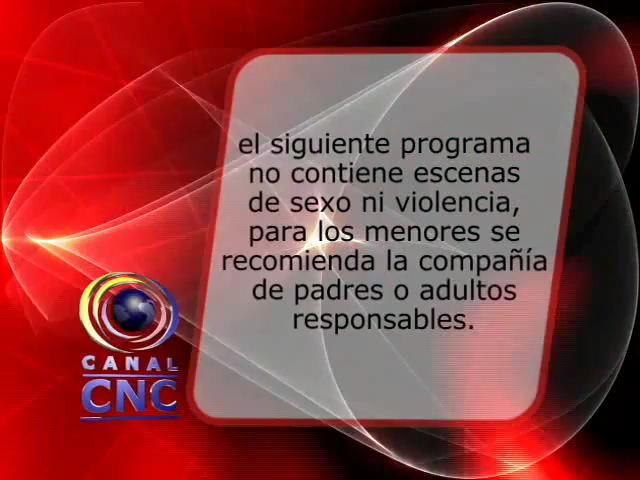 el siguiente programa
no contiene escenas
de sexo ni violencia,
para los menores se
recomienda la compañía
de padres o adultos
responsables.
CANAL
CNC